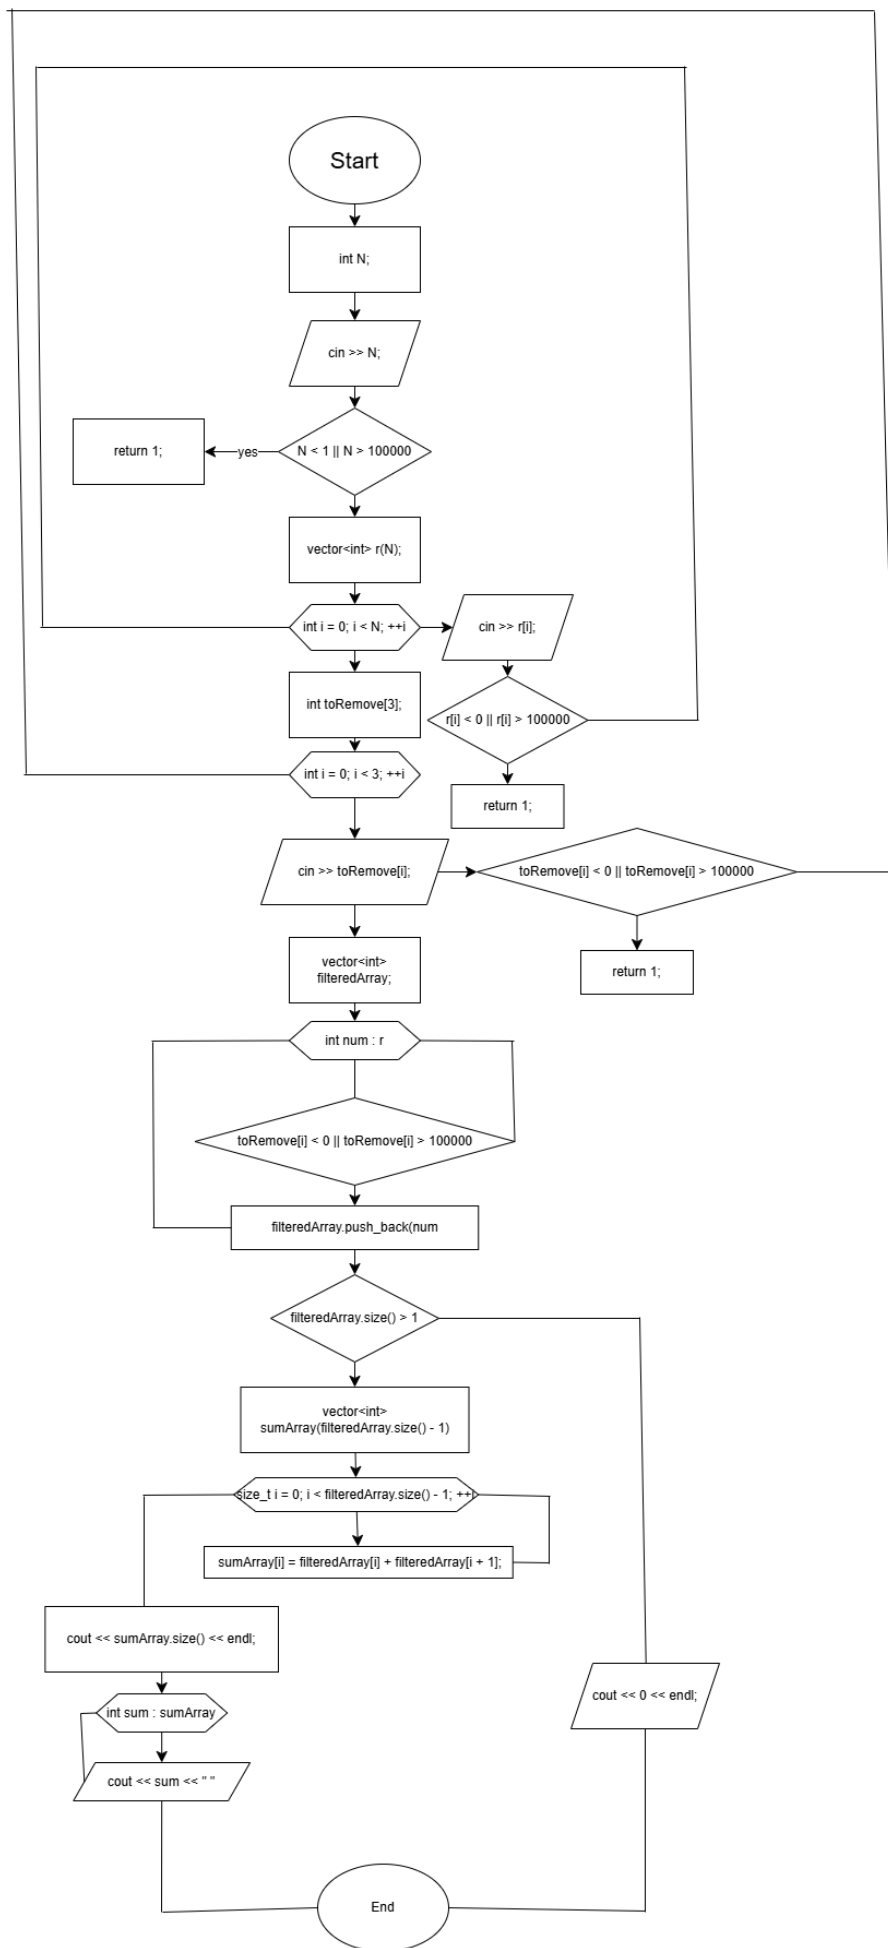 Start
int N;
cin >> N;
N < 1 || N > 100000
yes
return 1;
vector<int> r(N);
int i = 0; i < N; ++i
cin >> r[i];
int toRemove[3];
r[i] < 0 || r[i] > 100000
int i = 0; i < 3; ++i
return 1;
cin >> toRemove[i];
toRemove[i] < 0 || toRemove[i] > 100000
vector<int>
filteredArray;
return 1;
int num : r
toRemove[i] < 0 || toRemove[i] > 100000
filteredArray.push_back(num
filteredArray.size() > 1
vector<int>
sumArray(filteredArray.size() - 1)
size_t i = 0; i < filteredArray.size() - 1; ++i
sumArray[i] = filteredArray[i] + filteredArray[i + 1];
cout << sumArray.size() << endl;
cout << 0 << endl;
int sum : sumArray
cout << sum << " "
End